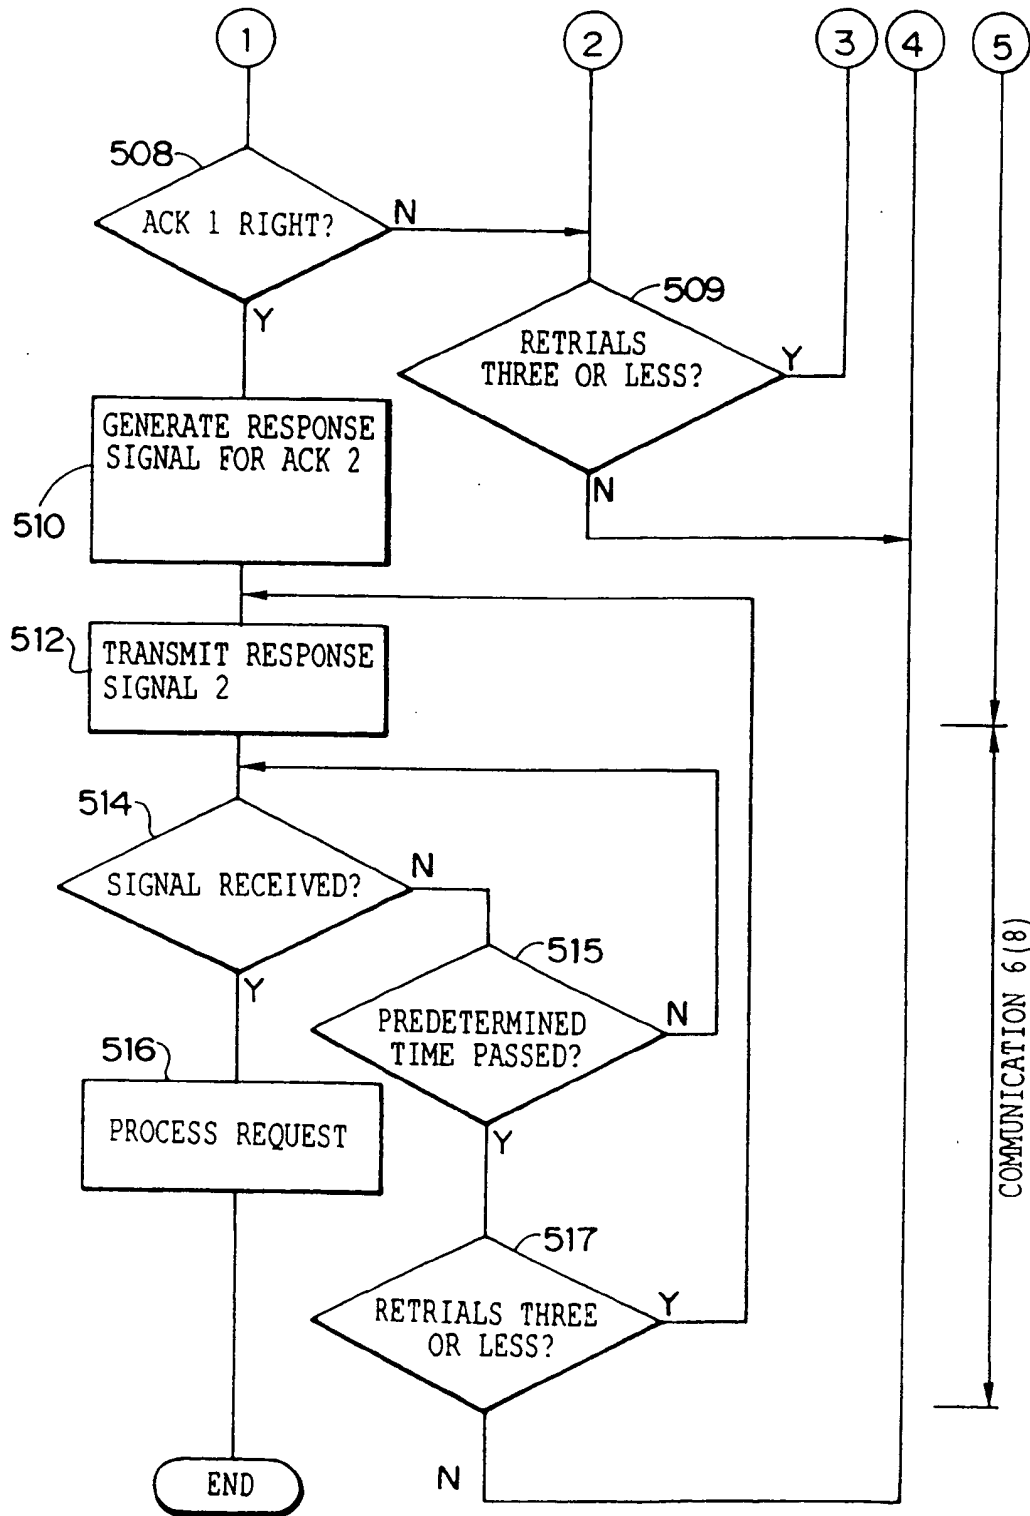 1 2 3 4 5
508
ACK 1 RIGHT?
N
Y
509
RETRIALS
THREE OR LESS?
Y
N
GENERATE RESPONSE
SIGNAL FOR ACK 2
510
512
TRANSMIT RESPONSE
SIGNAL 2
514
SIGNAL RECEIVED?
N
Y
515
PREDETERMINED
TIME PASSED?
N
Y
516
PROCESS REQUEST
517
RETRIALS THREE
OR LESS?
Y
N
END
COMMUNICATION 6(8)